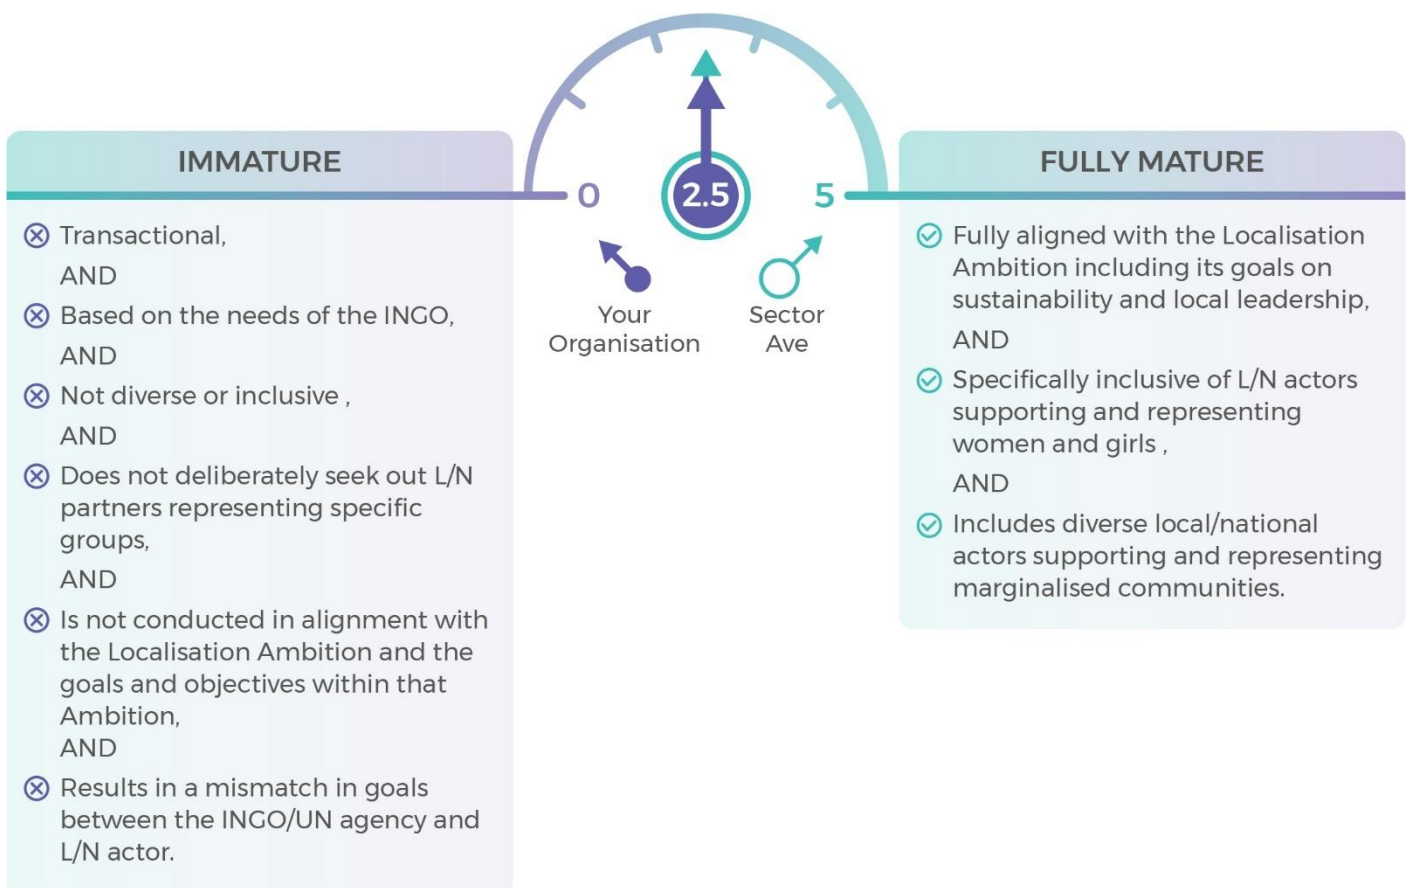 IMMATURE
Transactional,
AND
Based on the needs of the INGO,
AND
Not diverse or inclusive ,
AND
Does not deliberately seek out L/N
partners representing specific
groups,
AND
Is not conducted in alignment with
the Localisation Ambition and the
goals and objectives within that
Ambition,
AND
Results in a mismatch in goals
between the INGO/UN agency and
L/N actor.
0
2.5
5
Your
Organisation
Sector
Ave
FULLY MATURE
Fully aligned with the Localisation
Ambition including its goals on
sustainability and local leadership,
AND
Specifically inclusive of L/N actors
supporting and representing
women and girls ,
AND
Includes diverse local/national
actors supporting and representing
marginalised communities.